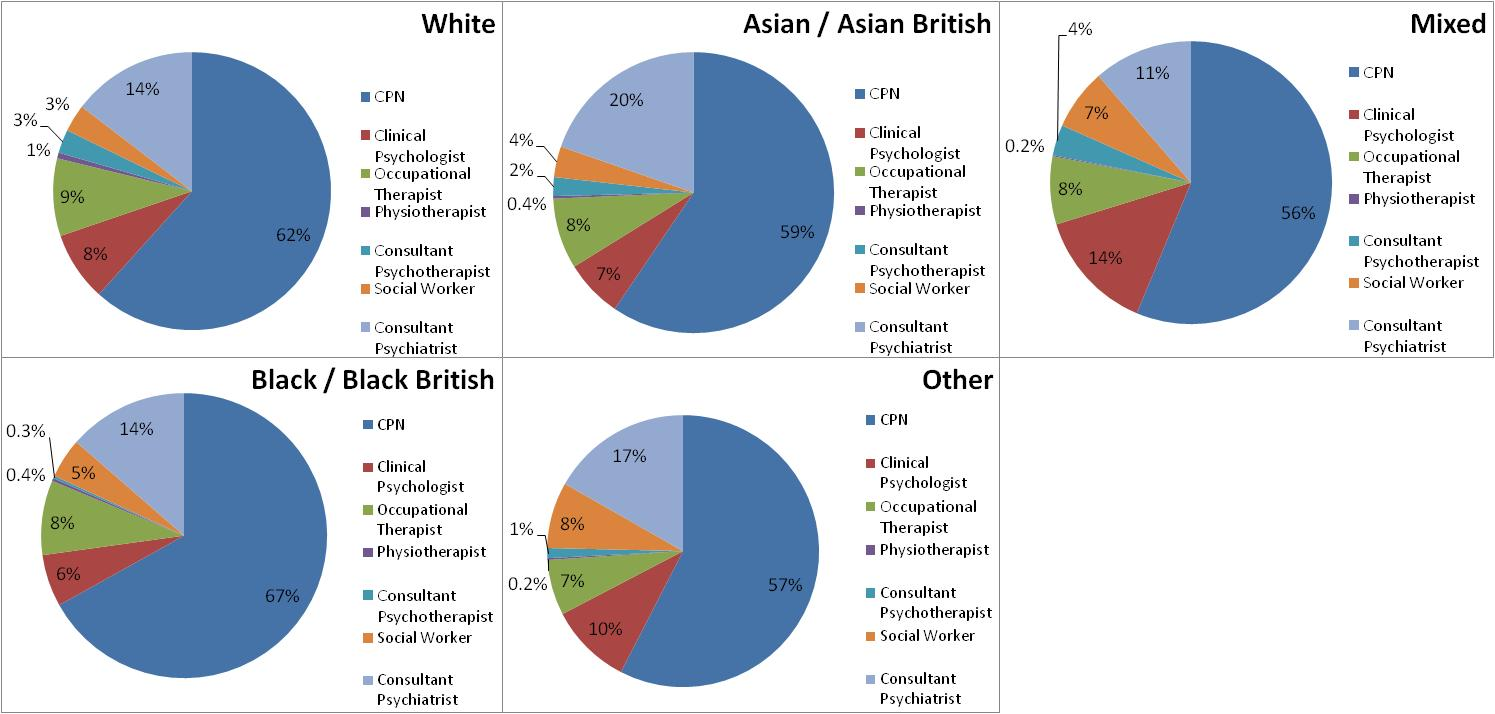 White
14%
3%
3%
1%
9%
8%
62%
CPN
Clinical
Psychologist
Occupational
Therapist
Physiotherapist
Consultant
Psychotherapist
Social Worker
Consultant
Psychiatrist
Asian / Asian British
20%
4%
2%
0.4%
8%
7%
59%
CPN
Clinical
Psychologist
Occupational
Therapist
Physiotherapist
Consultant
Psychotherapist
Social Worker
Consultant
Psychiatrist
Mixed
4%
11%
7%
0.2%
8%
14%
56%
CPN
Clinical
Psychologist
Occupational
Therapist
Physiotherapist
Consultant
Psychotherapist
Social Worker
Consultant
Psychiatrist
Black / Black British
14%
0.3%
5%
0.4%
8%
6%
67%
CPN
Clinical
Psychologist
Occupational
Therapist
Physiotherapist
Consultant
Psychotherapist
Social Worker
Consultant
Psychiatrist
Other
17%
8%
1%
0.2%
7%
10%
57%
CPN
Clinical
Psychologist
Occupational
Therapist
Physiotherapist
Consultant
Psychotherapist
Social Worker
Consultant
Psychiatrist